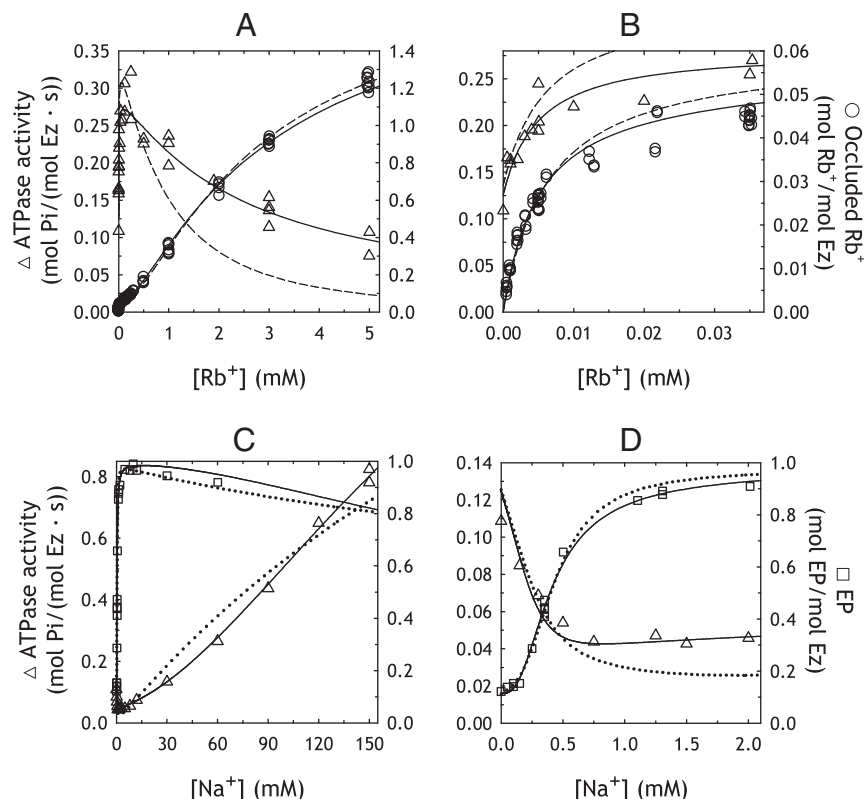 A
B
0.35
0.30
0.25
0.20
0.15
0.10
0.05
0.00
1.4
1.2
1.0
0.8
0.6
0.4
0.2
0.0
0 1 2 3 4 5
[Rb⁺] (mM)
△ ATPase activity
(mol Pi/(mol Ez · s))
0.25
0.20
0.15
0.10
0.05
0.00
0.06
0.05
0.04
0.03
0.02
0.01
0.00
0.00 0.01 0.02 0.03
[Rb⁺] (mM)
○ Occluded Rb⁺
(mol Rb⁺/mol Ez)
C
D
0.8
0.6
0.4
0.2
0.0
1.0
0.8
0.6
0.4
0.2
0.0
0 30 60 90 120 150
[Na⁺] (mM)
△ ATPase activity
(mol Pi/(mol Ez · s))
0.14
0.12
0.10
0.08
0.06
0.04
0.02
0.00
1.0
0.8
0.6
0.4
0.2
0.0
0.0 0.5 1.0 1.5 2.0
[Na⁺] (mM)
□ EP
(mol EP/mol Ez)